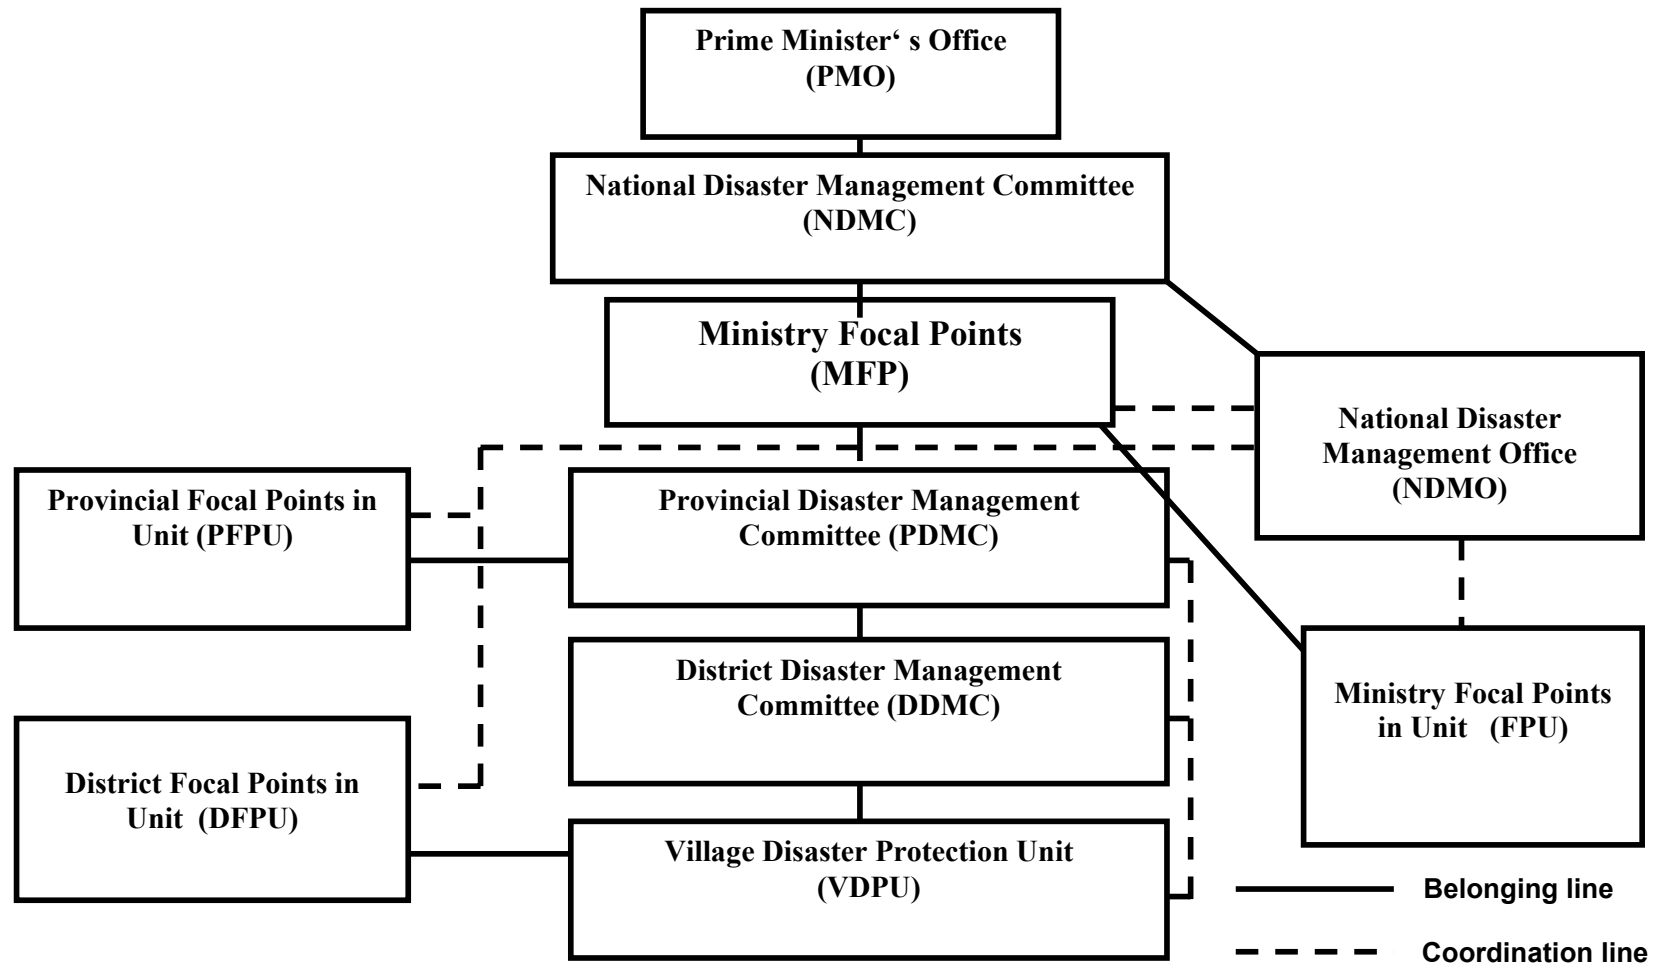 Prime Minister‘ s Office
(PMO)
National Disaster Management Committee
(NDMC)
Ministry Focal Points
(MFP)
National Disaster
Management Office
(NDMO)
Provincial Focal Points in
Unit (PFPU)
Provincial Disaster Management
Committee (PDMC)
District Disaster Management
Committee (DDMC)
Ministry Focal Points
in Unit (FPU)
District Focal Points in
Unit (DFPU)
Village Disaster Protection Unit
(VDPU)
Belonging line
Coordination line